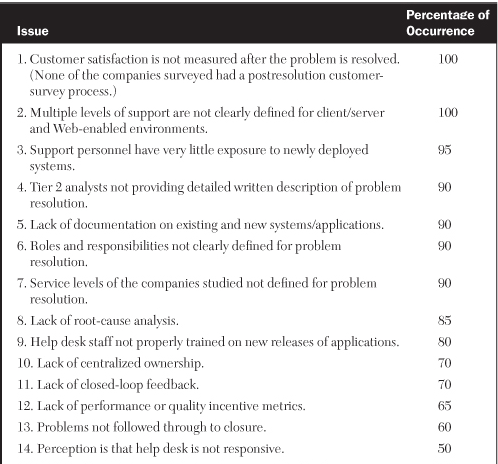 Percentage of
Issue Occurrence
1. Customer satisfaction is not measured after the problem is resolved. 100
(None of the companies surveyed had a postresolution customer-
survey process.)
2. Multiple levels of support are not clearly defined for client/server 100
and Web-enabled environments.
3. Support personnel have very little exposure to newly deployed 95
systems.
4. Tier 2 analysts not providing detailed written description of problem 90
resolution.
5. Lack of documentation on existing and new systems/applications. 90
6. Roles and responsibilities not clearly defined for problem 90
resolution.
7. Service levels of the companies studied not defined for problem 90
resolution.
8. Lack of root-cause analysis. 85
9. Help desk staff not properly trained on new releases of applications. 80
10. Lack of centralized ownership. 70
11. Lack of closed-loop feedback. 70
12. Lack of performance or quality incentive metrics. 65
13. Problems not followed through to closure. 60
14. Perception is that help desk is not responsive. 50